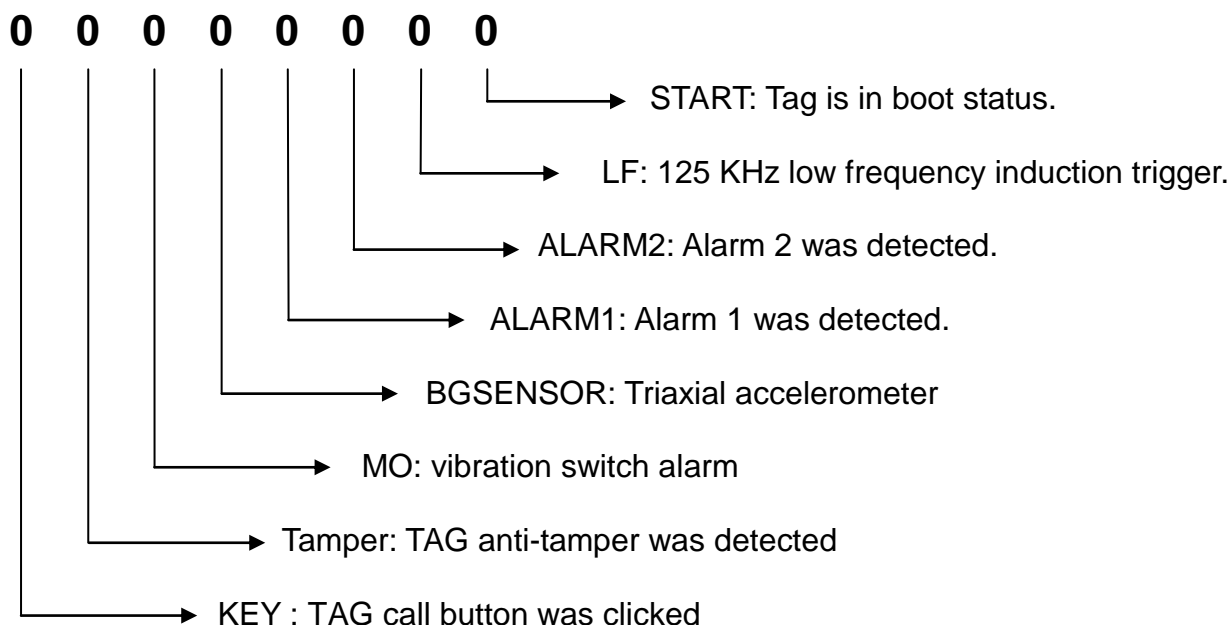 0 0 0 0 0 0 0 0
START: Tag is in boot status.
LF: 125 KHz low frequency induction trigger.
ALARM2: Alarm 2 was detected.
ALARM1: Alarm 1 was detected.
BGSENSOR: Triaxial accelerometer
MO: vibration switch alarm
Tamper: TAG anti-tamper was detected
KEY : TAG call button was clicked